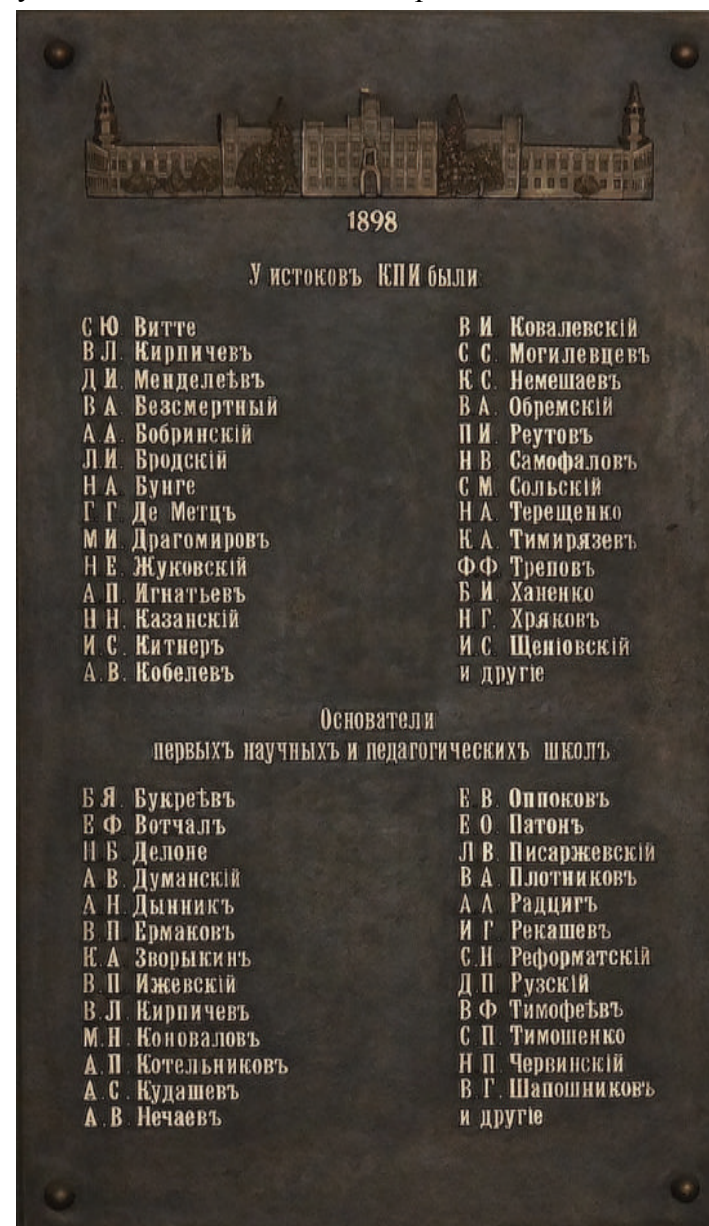 1898
У истоковъ КПИ были
С Ю Витте
В Л. Кирпичевъ
Д И. Менделѣевъ
В А Безсмертный
А. А. Бобринскій
Л. И. Бродскій
Н А. Бунге
Г Г. Де Метцъ
М И. Драгомировъ
Н Е. Жуковскій
А. П. Игнатьевъ
Н Н. Казанскій
И. С. Китнеръ
А. В. Кобелевъ
В И. Ковалевскій
С С. Могилевцевъ
К С. Немешаевъ
В А. Обремскій
П И. Реутовъ
Н В. Самофаловъ
С М. Сольскій
Н А. Терещенко
К А. Тимирязевъ
Ф Ф. Треповъ
Б И. Ханенко
Н Г. Хряковъ
И С. Щеніовскій
и другіе
Основатели
первыхъ научныхъ и педагогическихъ школъ
Б Я. Букреѣвъ
Е Ф Вотчалъ
Н Б. Делоне
А В. Думанскій
А Н. Дынникъ
В П. Ермаковъ
К. А Зворыкинъ
В. П Ижевскій
В. Л. Кирпичевъ
М. Н. Коноваловъ
А. П. Котельниковъ
А. С. Кудашевъ
А. В. Нечаевъ
Е. В. Оппоковъ
Е О. Патонъ
Л В. Писаржевскій
В А. Плотниковъ
А А Радцигъ
И Г. Рекашевъ
С. Н. Реформатскій
Д П. Рузскій
В Ф Тимофеѣвъ
С П. Тимошенко
Н П. Червинскій
В. Г. Шапошниковъ
и другіе